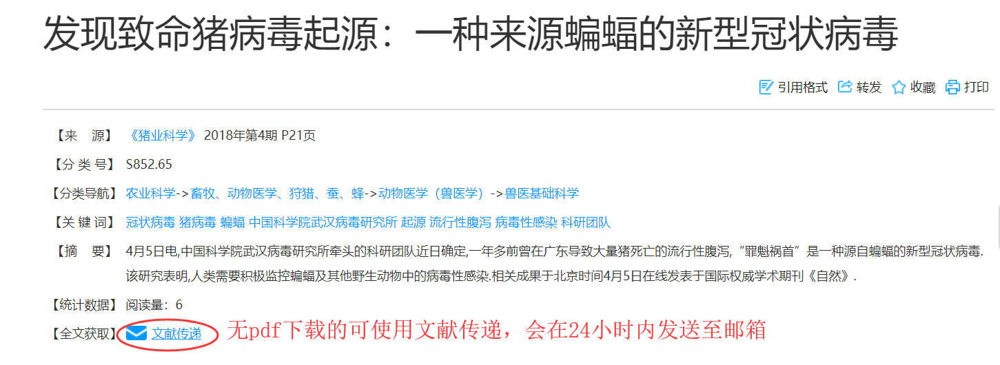 发现致命猪病毒起源：一种来源蝙蝠的新型冠状病毒
引用格式 转发 收藏 打印
【来 源】 《猪业科学》 2018年第4期 P21页
【分 类 号】 S852.65
【分类导航】 农业科学->畜牧、动物医学、狩猎、蚕、蜂->动物医学（兽医学）->兽医基础科学
【关 键 词】 冠状病毒 猪病毒 蝙蝠 中国科学院武汉病毒研究所 起源 流行性腹泻 病毒性感染 科研团队
【摘 要】 4月5日电,中国科学院武汉病毒研究所牵头的科研团队近日确定,一年多前曾在广东导致大量猪死亡的流行性腹泻,“罪魁祸首”是一种源自蝙蝠的新型冠状病毒.
该研究表明,人类需要积极监控蝙蝠及其他野生动物中的病毒性感染.相关成果于北京时间4月5日在线发表于国际权威学术期刊《自然》.
【统计数据】 阅读量：6
【全文获取】 文献传递 无pdf下载的可使用文献传递，会在24小时内发送至邮箱